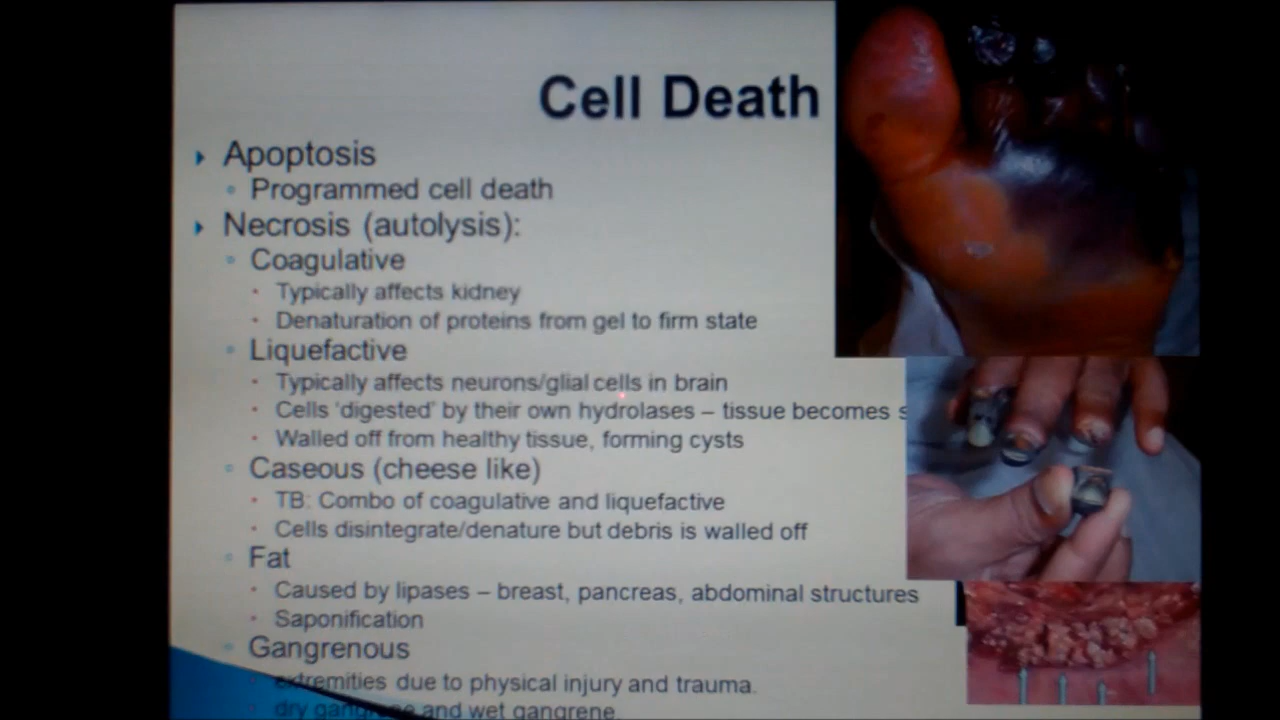 Cell Death
Apoptosis
Programmed cell death
Necrosis (autolysis):
Coagulative
Typically affects kidney
Denaturation of proteins from gel to firm state
Liquefactive
Typically affects neurons/glial cells in brain
Cells 'digested' by their own hydrolases – tissue becomes s
Walled off from healthy tissue, forming cysts
Caseous (cheese like)
TB: Combo of coagulative and liquefactive
Cells disintegrate/denature but debris is walled off
Fat
Caused by lipases – breast, pancreas, abdominal structures
Saponification
Gangrenous
extremities due to physical injury and trauma.
dry gangrene and wet gangrene.